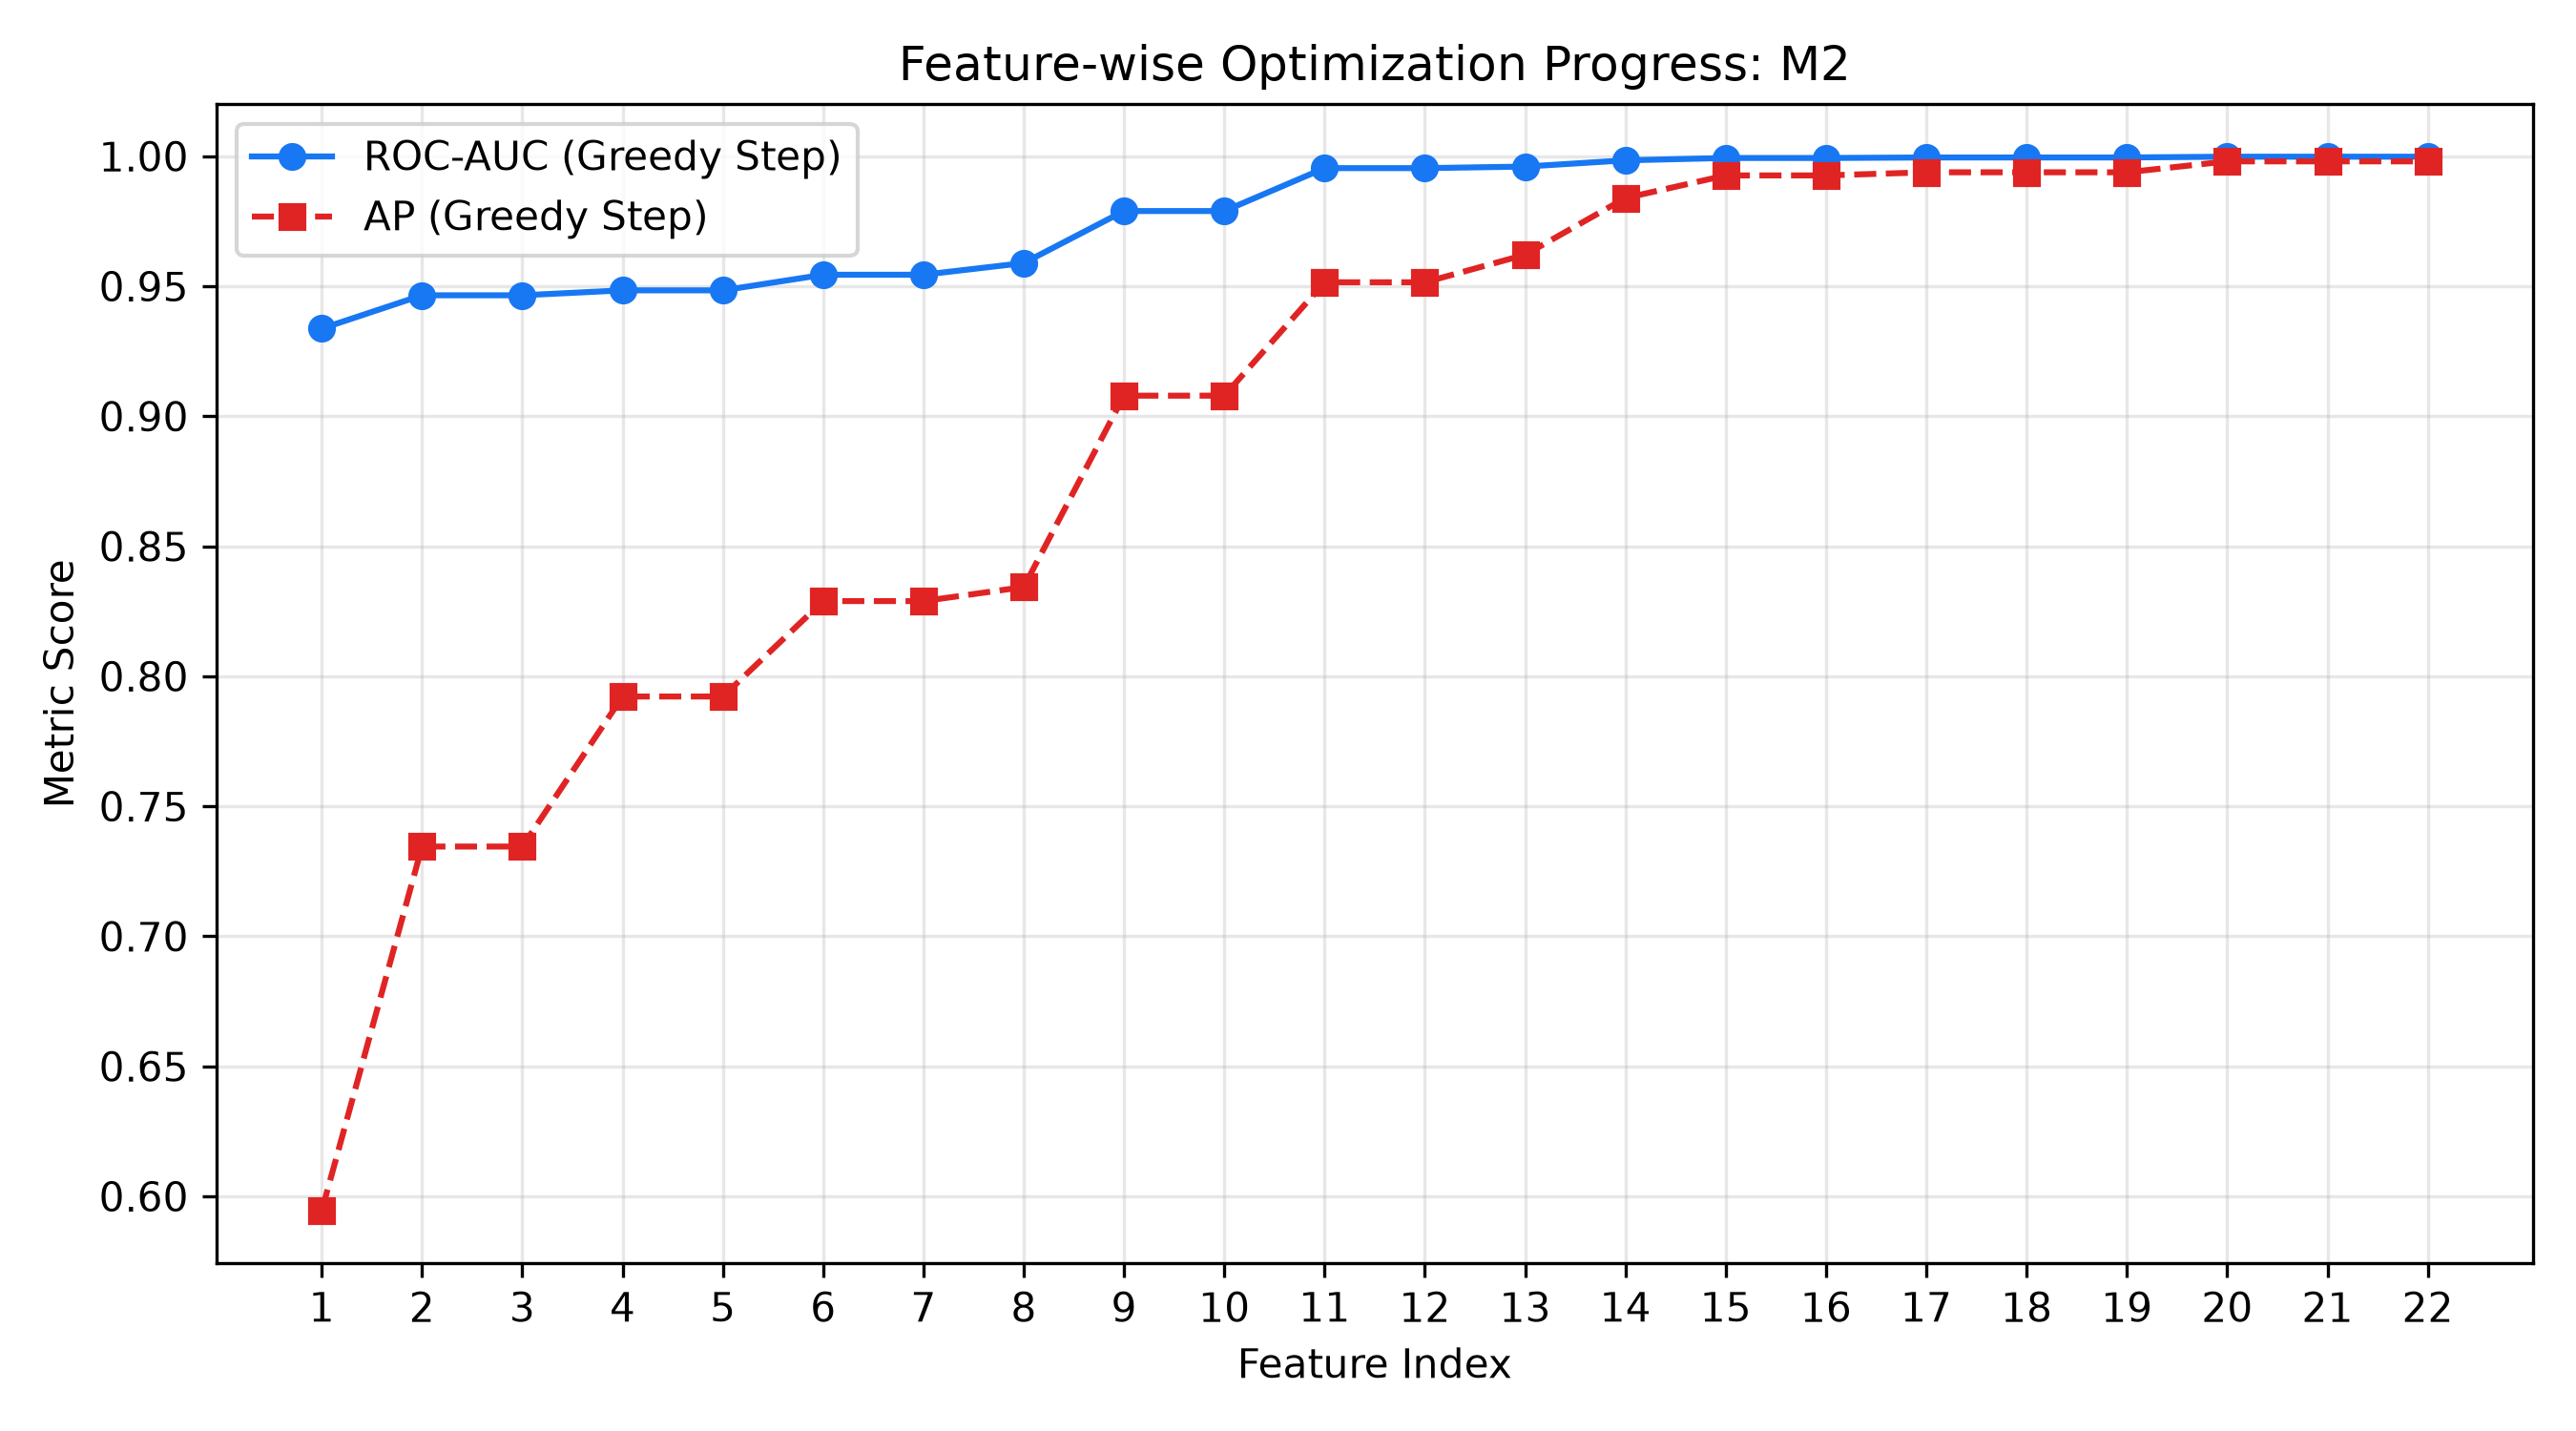 Feature-wise Optimization Progress: M2
ROC-AUC (Greedy Step)
AP (Greedy Step)
Metric Score
1.00
0.95
0.90
0.85
0.80
0.75
0.70
0.65
0.60
1 2 3 4 5 6 7 8 9 10 11 12 13 14 15 16 17 18 19 20 21 22
Feature Index